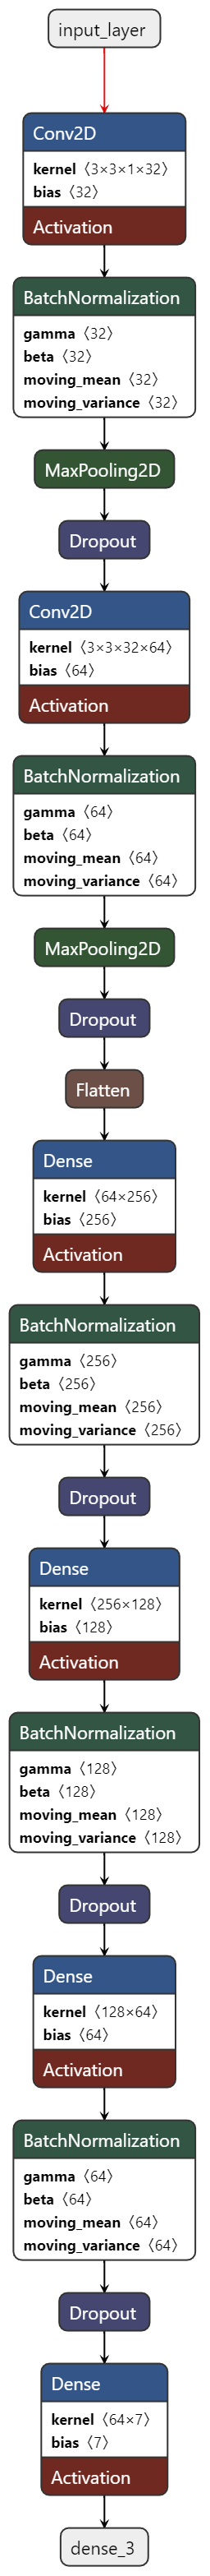 input_layer
Conv2D
kernel〈3×3×1×32〉
bias〈32〉
Activation
BatchNormalization
gamma〈32〉
beta〈32〉
moving_mean〈32〉
moving_variance〈32〉
MaxPooling2D
Dropout
Conv2D
kernel〈3×3×32×64〉
bias〈64〉
Activation
BatchNormalization
gamma〈64〉
beta〈64〉
moving_mean〈64〉
moving_variance〈64〉
MaxPooling2D
Dropout
Flatten
Dense
kernel〈64×256〉
bias〈256〉
Activation
BatchNormalization
gamma〈256〉
beta〈256〉
moving_mean〈256〉
moving_variance〈256〉
Dropout
Dense
kernel〈256×128〉
bias〈128〉
Activation
BatchNormalization
gamma〈128〉
beta〈128〉
moving_mean〈128〉
moving_variance〈128〉
Dropout
Dense
kernel〈128×64〉
bias〈64〉
Activation
BatchNormalization
gamma〈64〉
beta〈64〉
moving_mean〈64〉
moving_variance〈64〉
Dropout
Dense
kernel〈64×7〉
bias〈7〉
Activation
dense_3